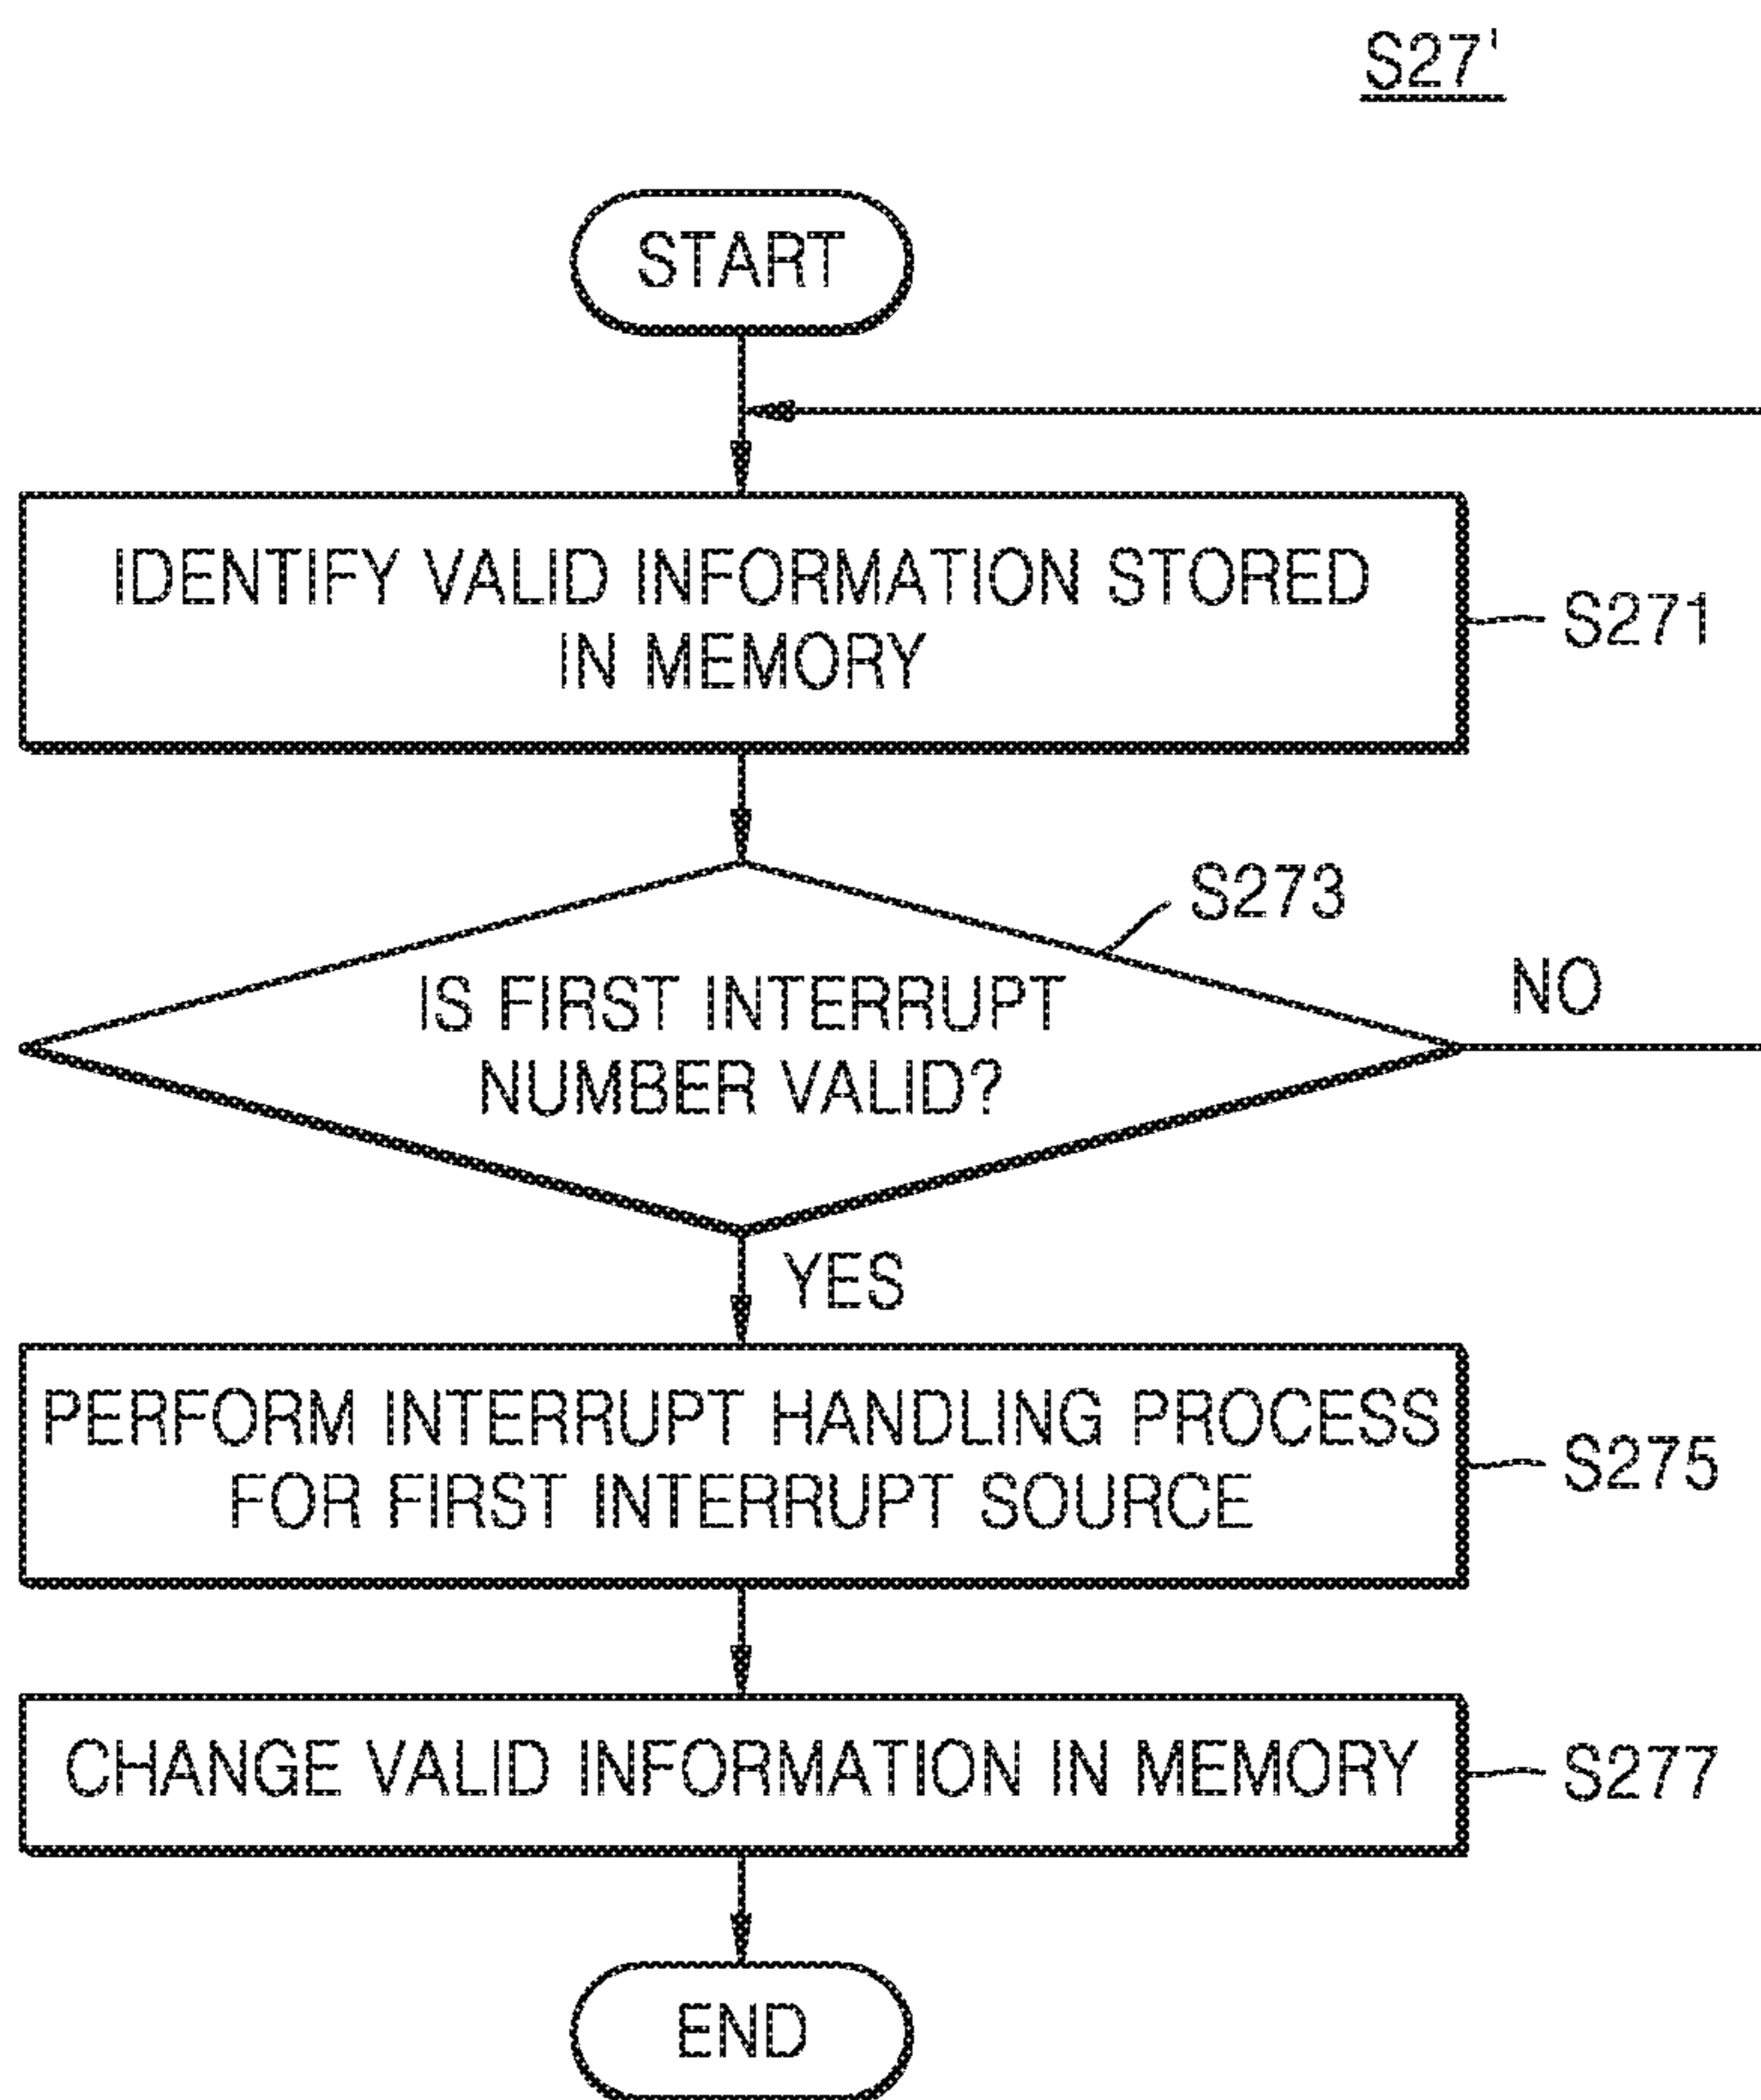 S27'
START
IDENTIFY VALID INFORMATION STORED
IN MEMORY
S271
S273
IS FIRST INTERRUPT
NUMBER VALID?
NO
YES
PERFORM INTERRUPT HANDLING PROCESS
FOR FIRST INTERRUPT SOURCE
S275
CHANGE VALID INFORMATION IN MEMORY
S277
END